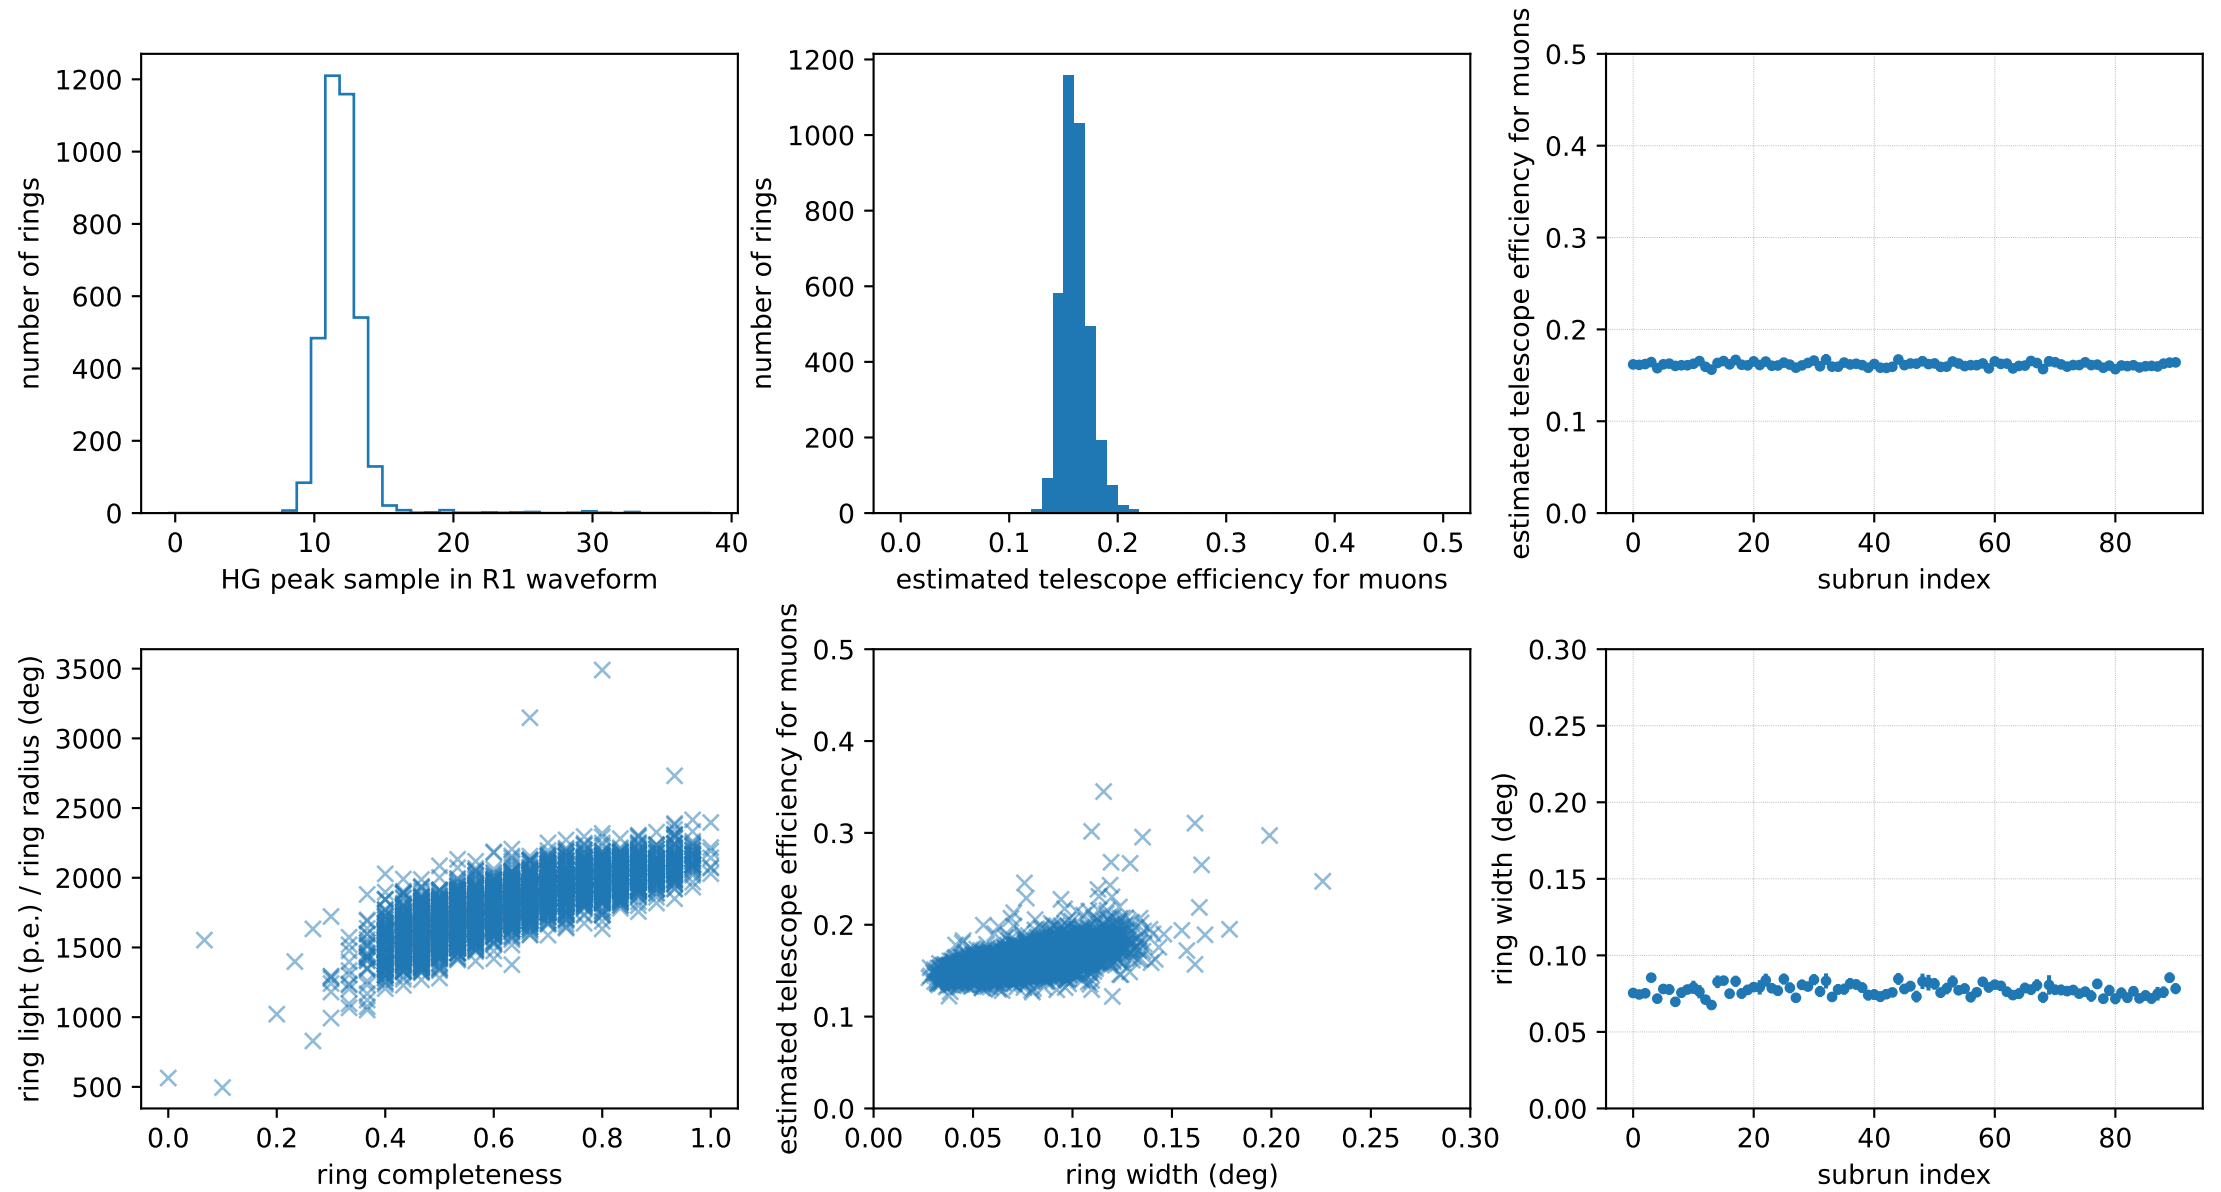 1200
1000
800
600
400
200
0
number of rings
0 10 20 30 40
HG peak sample in R1 waveform
1200
1000
800
600
400
200
0
number of rings
0.0 0.1 0.2 0.3 0.4 0.5
estimated telescope efficiency for muons
0.5
0.4
0.3
0.2
0.1
0.0
estimated telescope efficiency for muons
0 20 40 60 80
subrun index
3500
3000
2500
2000
1500
1000
500
ring light (p.e.) / ring radius (deg)
0.0 0.2 0.4 0.6 0.8 1.0
ring completeness
0.5
0.4
0.3
0.2
0.1
0.0
estimated telescope efficiency for muons
0.00 0.05 0.10 0.15 0.20 0.25 0.30
ring width (deg)
0.30
0.25
0.20
0.15
0.10
0.05
0.00
ring width (deg)
0 20 40 60 80
subrun index